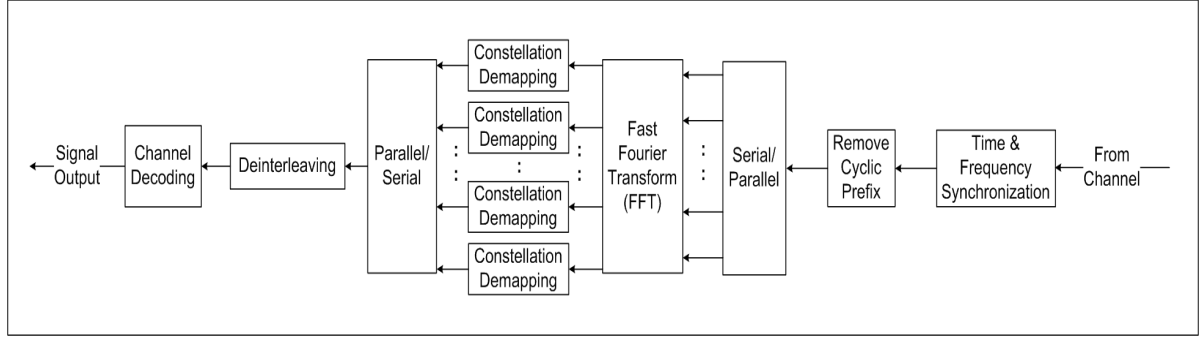 Signal
Output
Channel
Decoding
Deinterleaving
Parallel/
Serial
Constellation
Demapping
Constellation
Demapping
Constellation
Demapping
Constellation
Demapping
Fast
Fourier
Transform
(FFT)
Serial/
Parallel
Remove
Cyclic
Prefix
Time &
Frequency
Synchronization
From
Channel